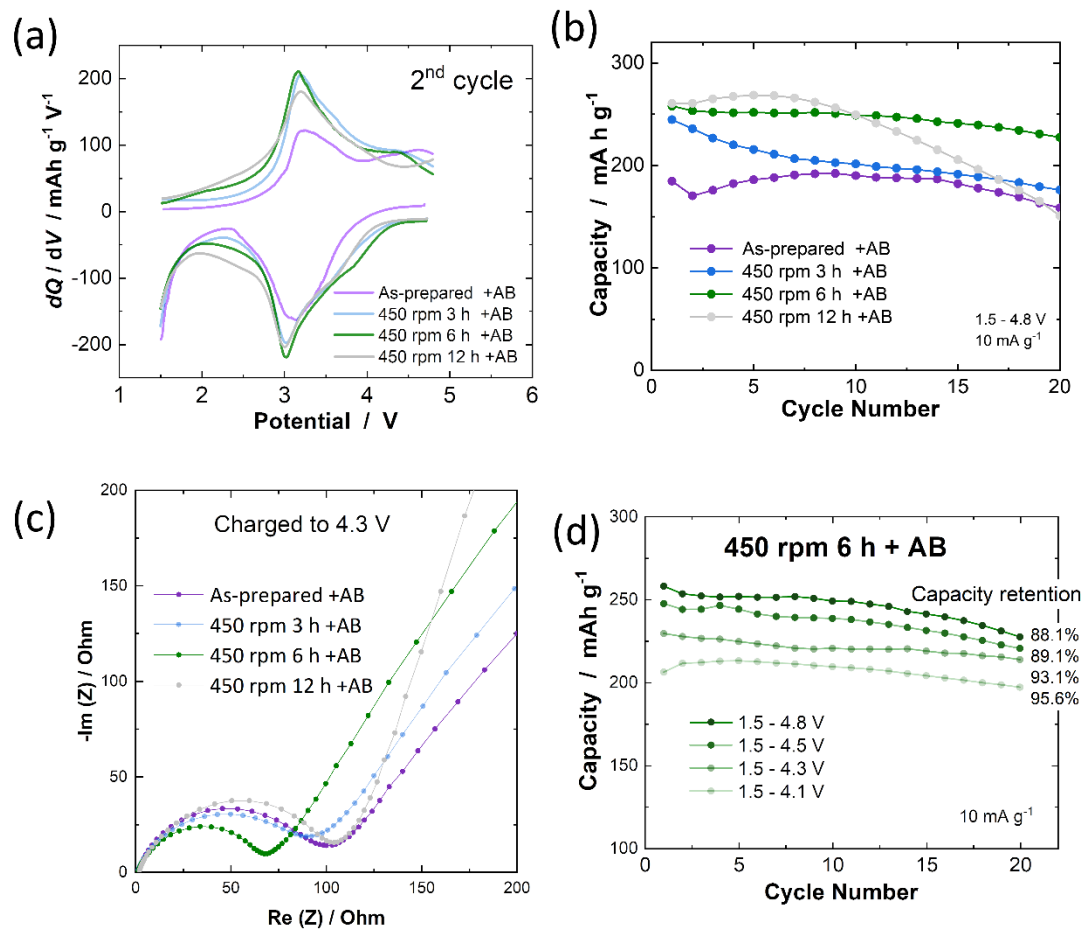 (a)
2nd cycle
200
100
0
-100
-200
dQ / dV / mAh g-1 V-1
As-prepared +AB
450 rpm 3 h +AB
450 rpm 6 h +AB
450 rpm 12 h +AB
1 2 3 4 5
Potential / V
(b)
300
200
100
0
Capacity / mA h g-1
As-prepared +AB
450 rpm 3 h +AB
450 rpm 6 h +AB
450 rpm 12 h +AB
1.5 - 4.8 V
10 mA g-1
0 5 10 15 20
Cycle Number
(c)
Charged to 4.3 V
200
150
100
50
0
-Im (Z) / Ohm
As-prepared +AB
450 rpm 3 h +AB
450 rpm 6 h +AB
450 rpm 12 h +AB
0 50 100 150 200
Re (Z) / Ohm
(d)
450 rpm 6 h + AB
Capacity retention
88.1%
89.1%
93.1%
95.6%
300
250
200
150
100
Capacity / mAh g-1
1.5 - 4.8 V
1.5 - 4.5 V
1.5 - 4.3 V
1.5 - 4.1 V
10 mA g-1
0 5 10 15 20
Cycle Number